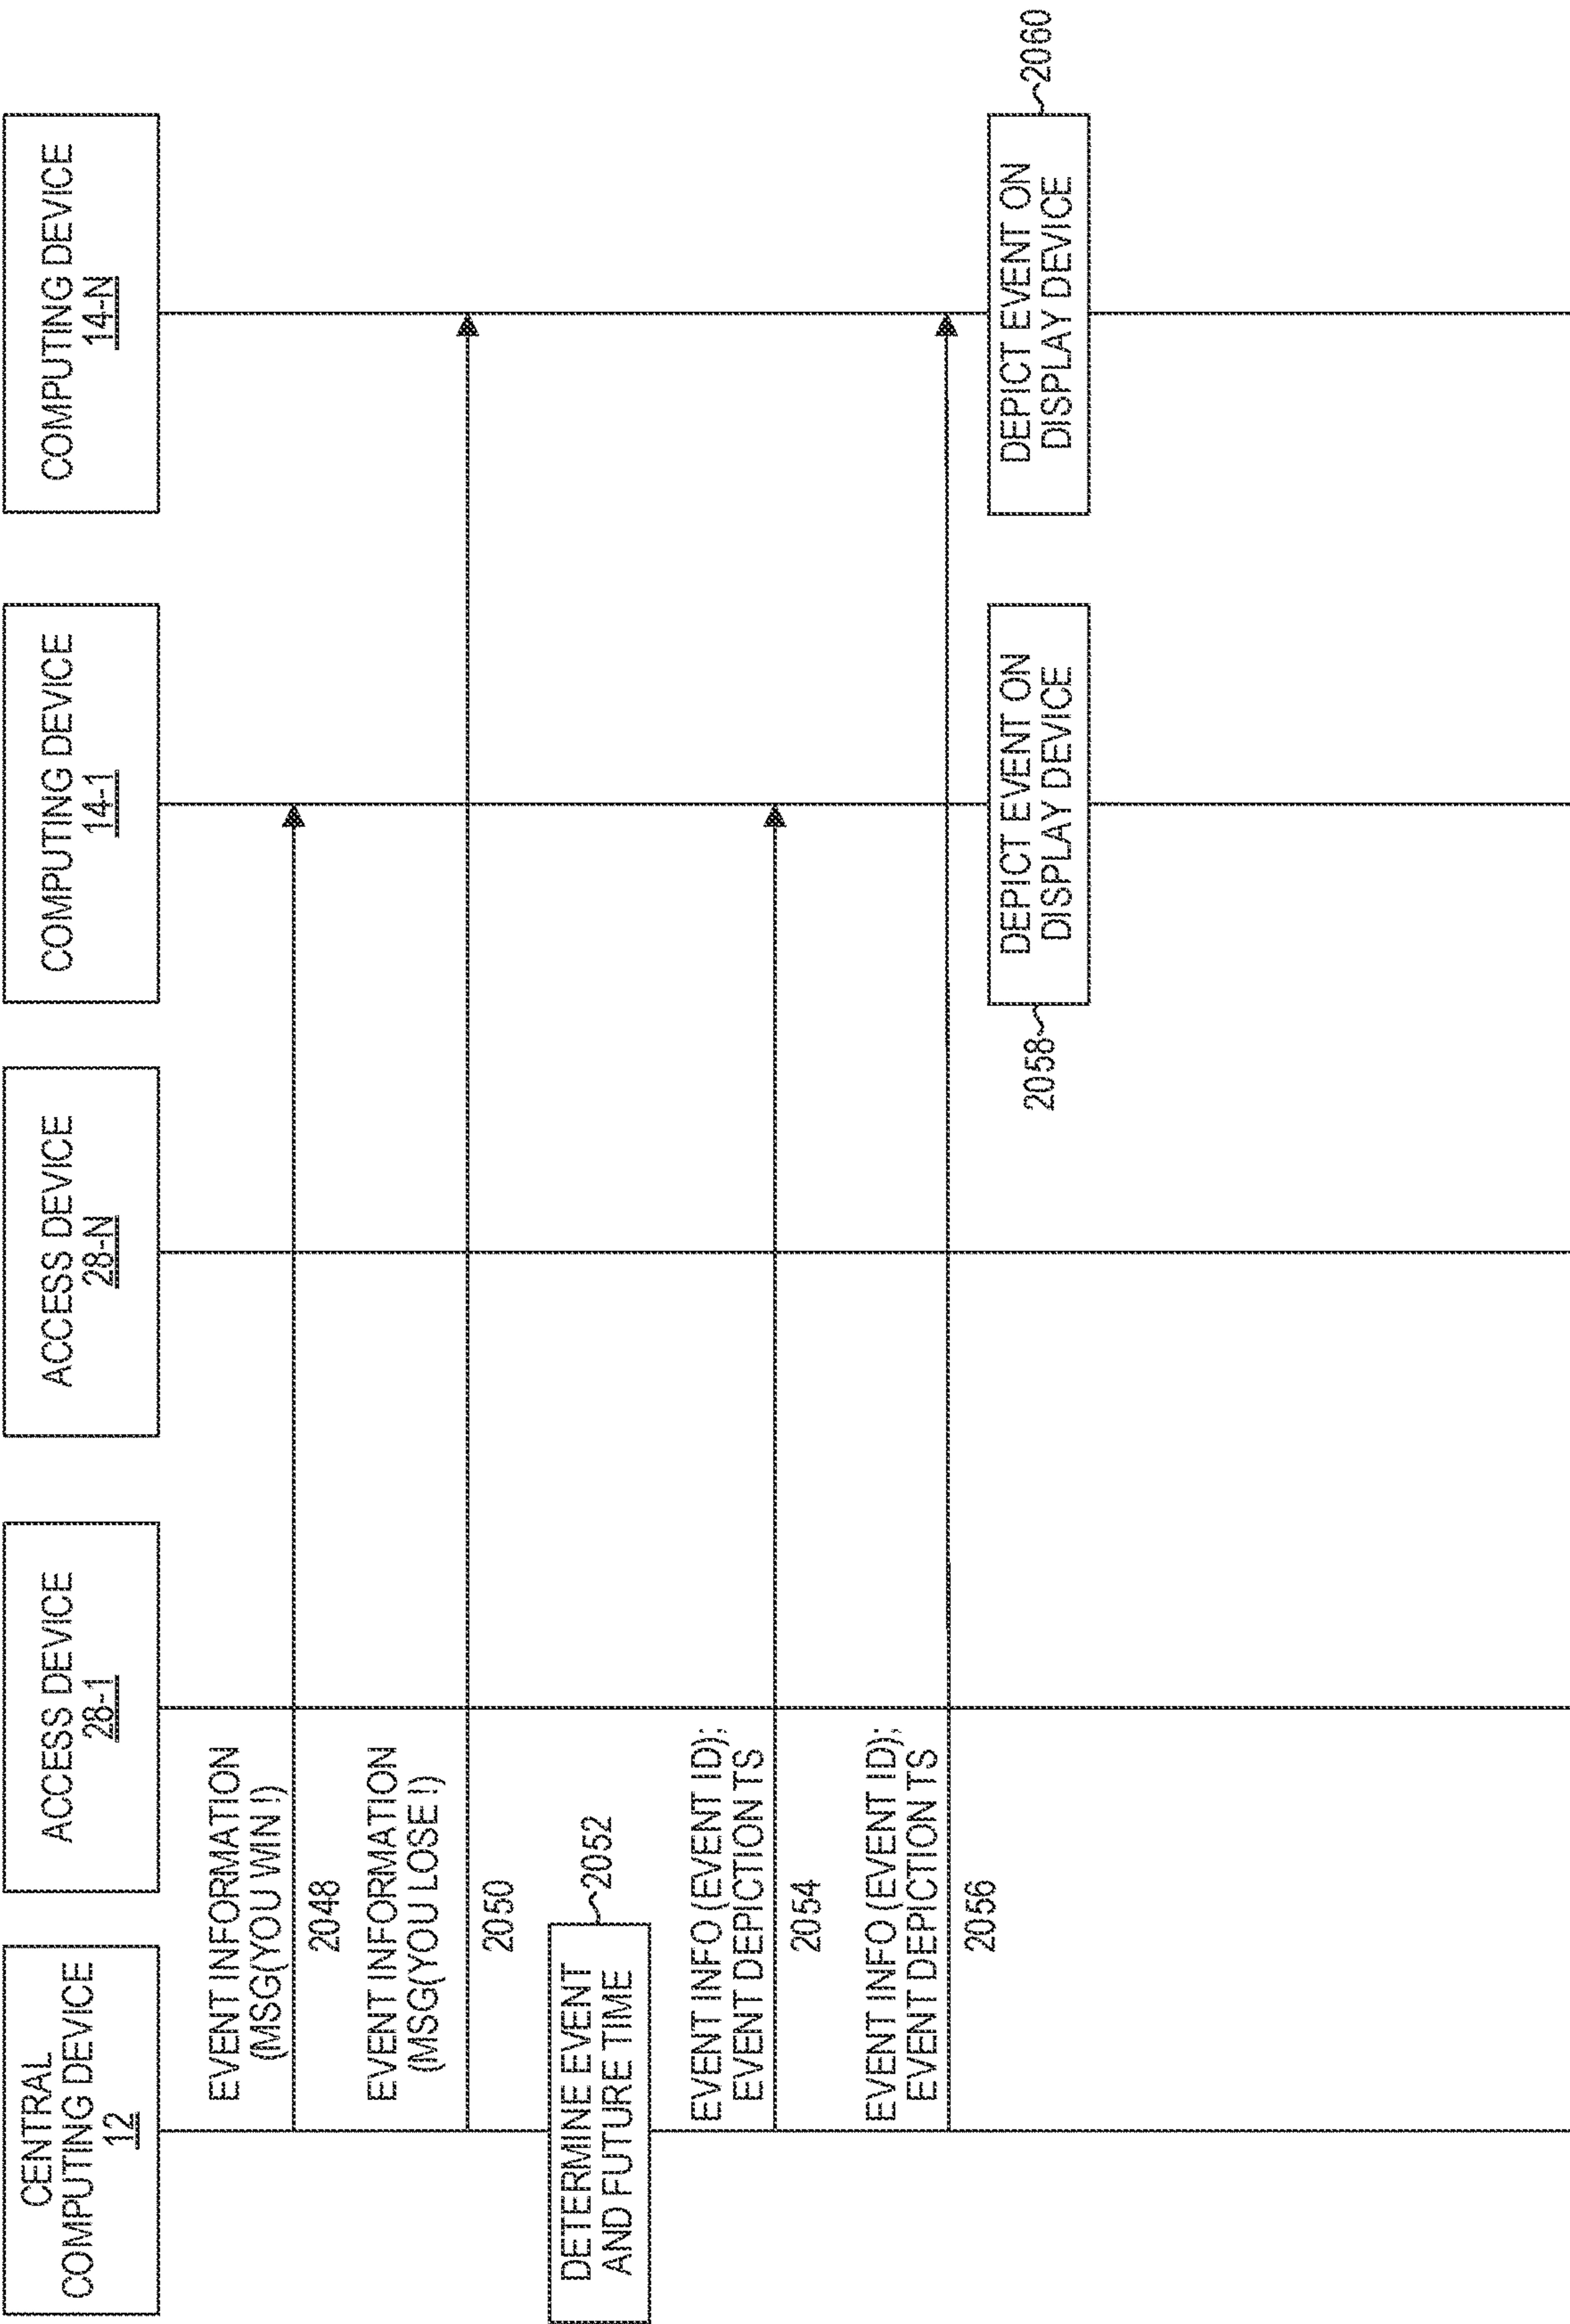 CENTRAL
COMPUTING DEVICE
12
ACCESS DEVICE
28-1
ACCESS DEVICE
28-N
COMPUTING DEVICE
14-1
COMPUTING DEVICE
14-N
EVENT INFORMATION
(MSG(YOU WIN !)
2048
EVENT INFORMATION
(MSG(YOU LOSE !)
2050
DETERMINE EVENT
AND FUTURE TIME
2052
EVENT INFO (EVENT ID);
EVENT DEPICTION TS
2054
EVENT INFO (EVENT ID);
EVENT DEPICTION TS
2056
2058
DEPICT EVENT ON
DISPLAY DEVICE
DEPICT EVENT ON
DISPLAY DEVICE
2060